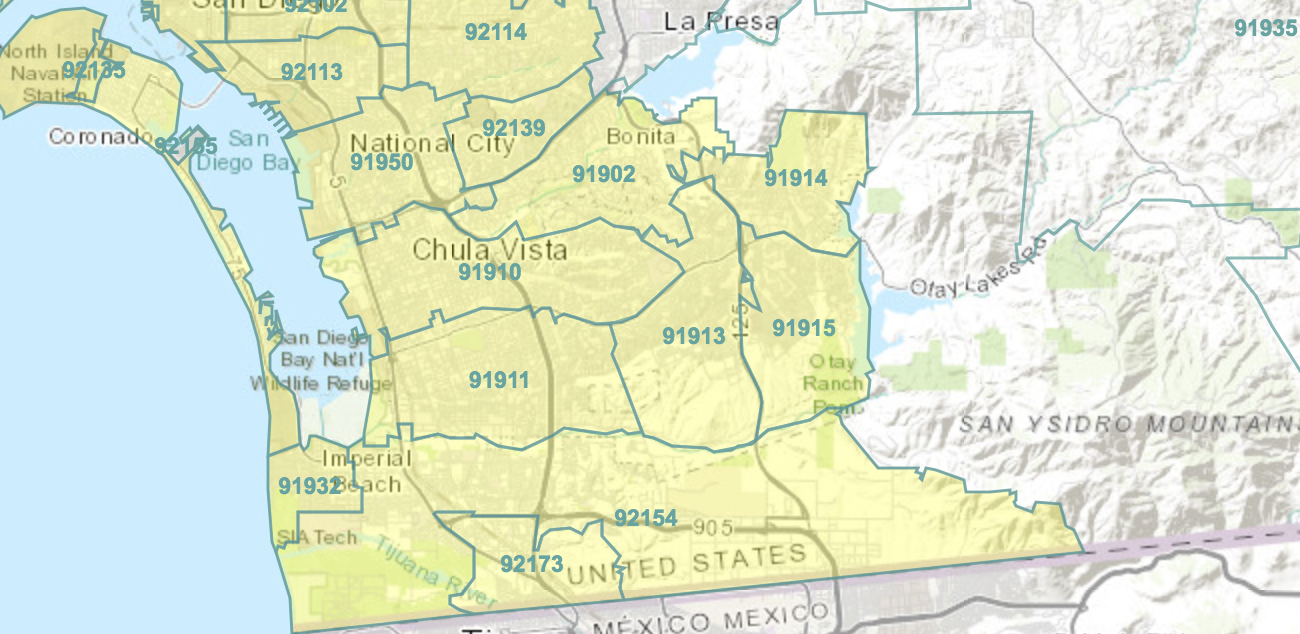 San Diego
92102
92114
La Presa
91935
North Island
Naval Air
Station
92135
92113
Coronado
92155
San
Diego Bay
National City
91950
92139
Bonita
91902
91914
5
75
Chula Vista
91910
Otay Lakes Rd
125
91913
91915
San Diego
Bay Nat'l
Wildlife Refuge
91911
Otay
Ranch
SAN YSIDRO MOUNTAINS
Imperial
Beach
91932
92154
905
SIA Tech
Tijuana River
92173
UNITED STATES
MÉXICO MEXICO